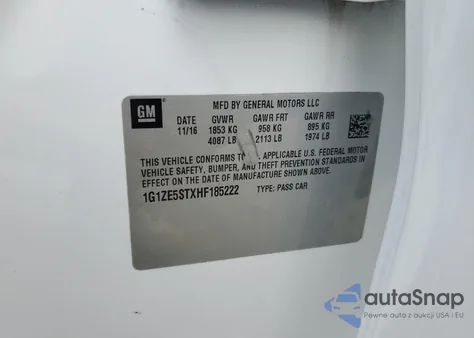 GM
MFD BY GENERAL MOTORS LLC
DATE GVWR GAWR FRT GAWR RR
11/16 1853 KG 958 KG 895 KG
4087 LB 2113 LB 1974 LB
THIS VEHICLE CONFORMS TO ALL APPLICABLE U.S. FEDERAL MOTOR
VEHICLE SAFETY, BUMPER, AND THEFT PREVENTION STANDARDS IN
EFFECT ON THE DATE OF MANUFACTURE SHOWN ABOVE.
1G1ZE5STXHF185222 TYPE: PASS CAR
autaSnap
Pewne auta z aukcji USA i EU